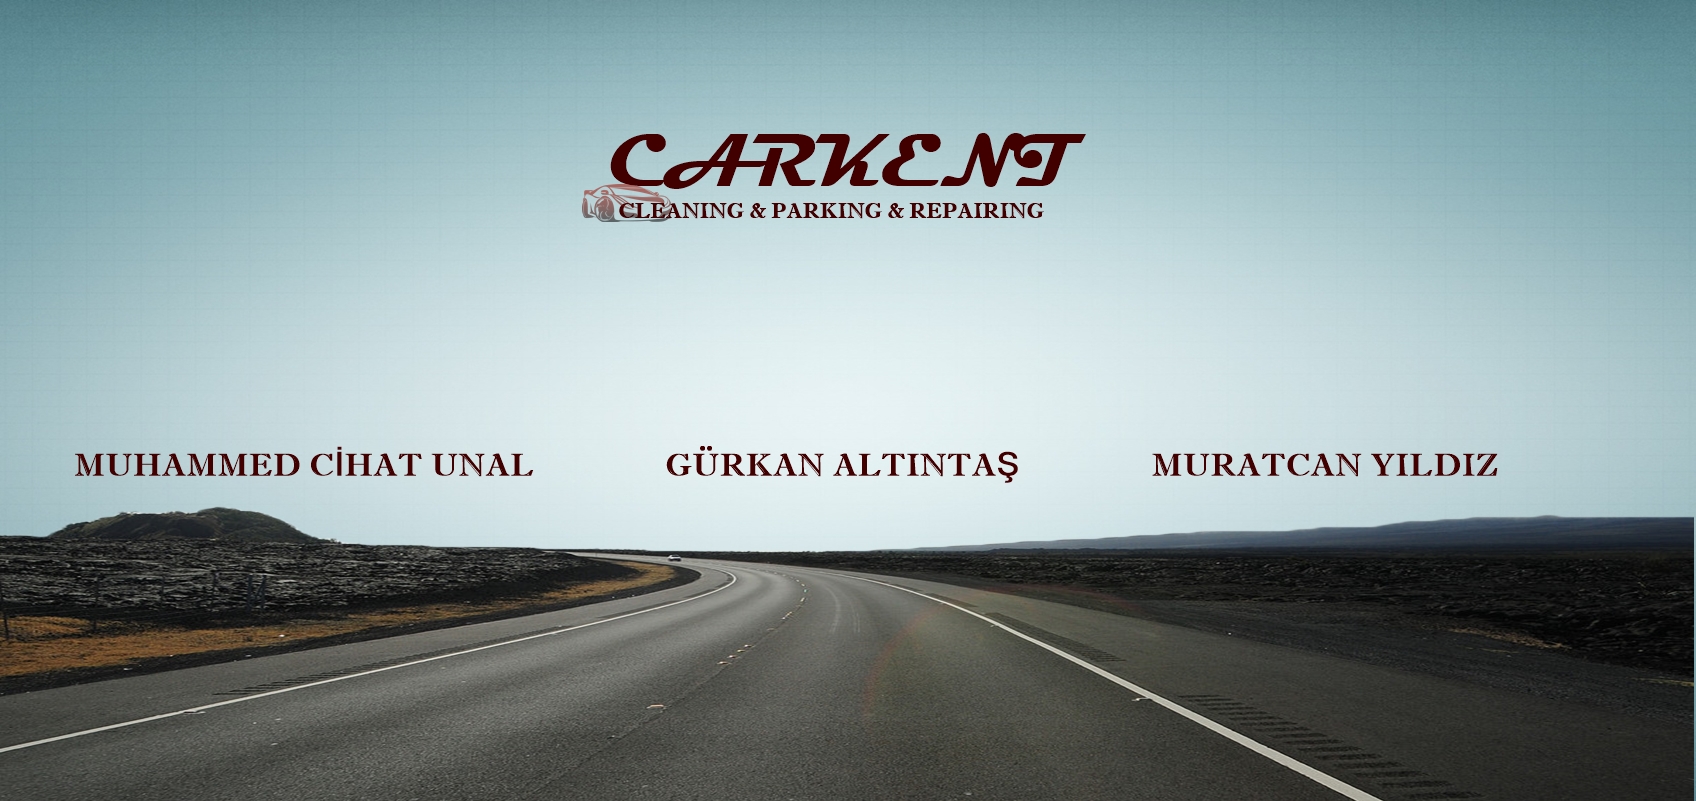 CARKENT
CLEANING & PARKING & REPAIRING
MUHAMMED CİHAT UNAL GÜRKAN ALTINTAŞ MURATCAN YILDIZ